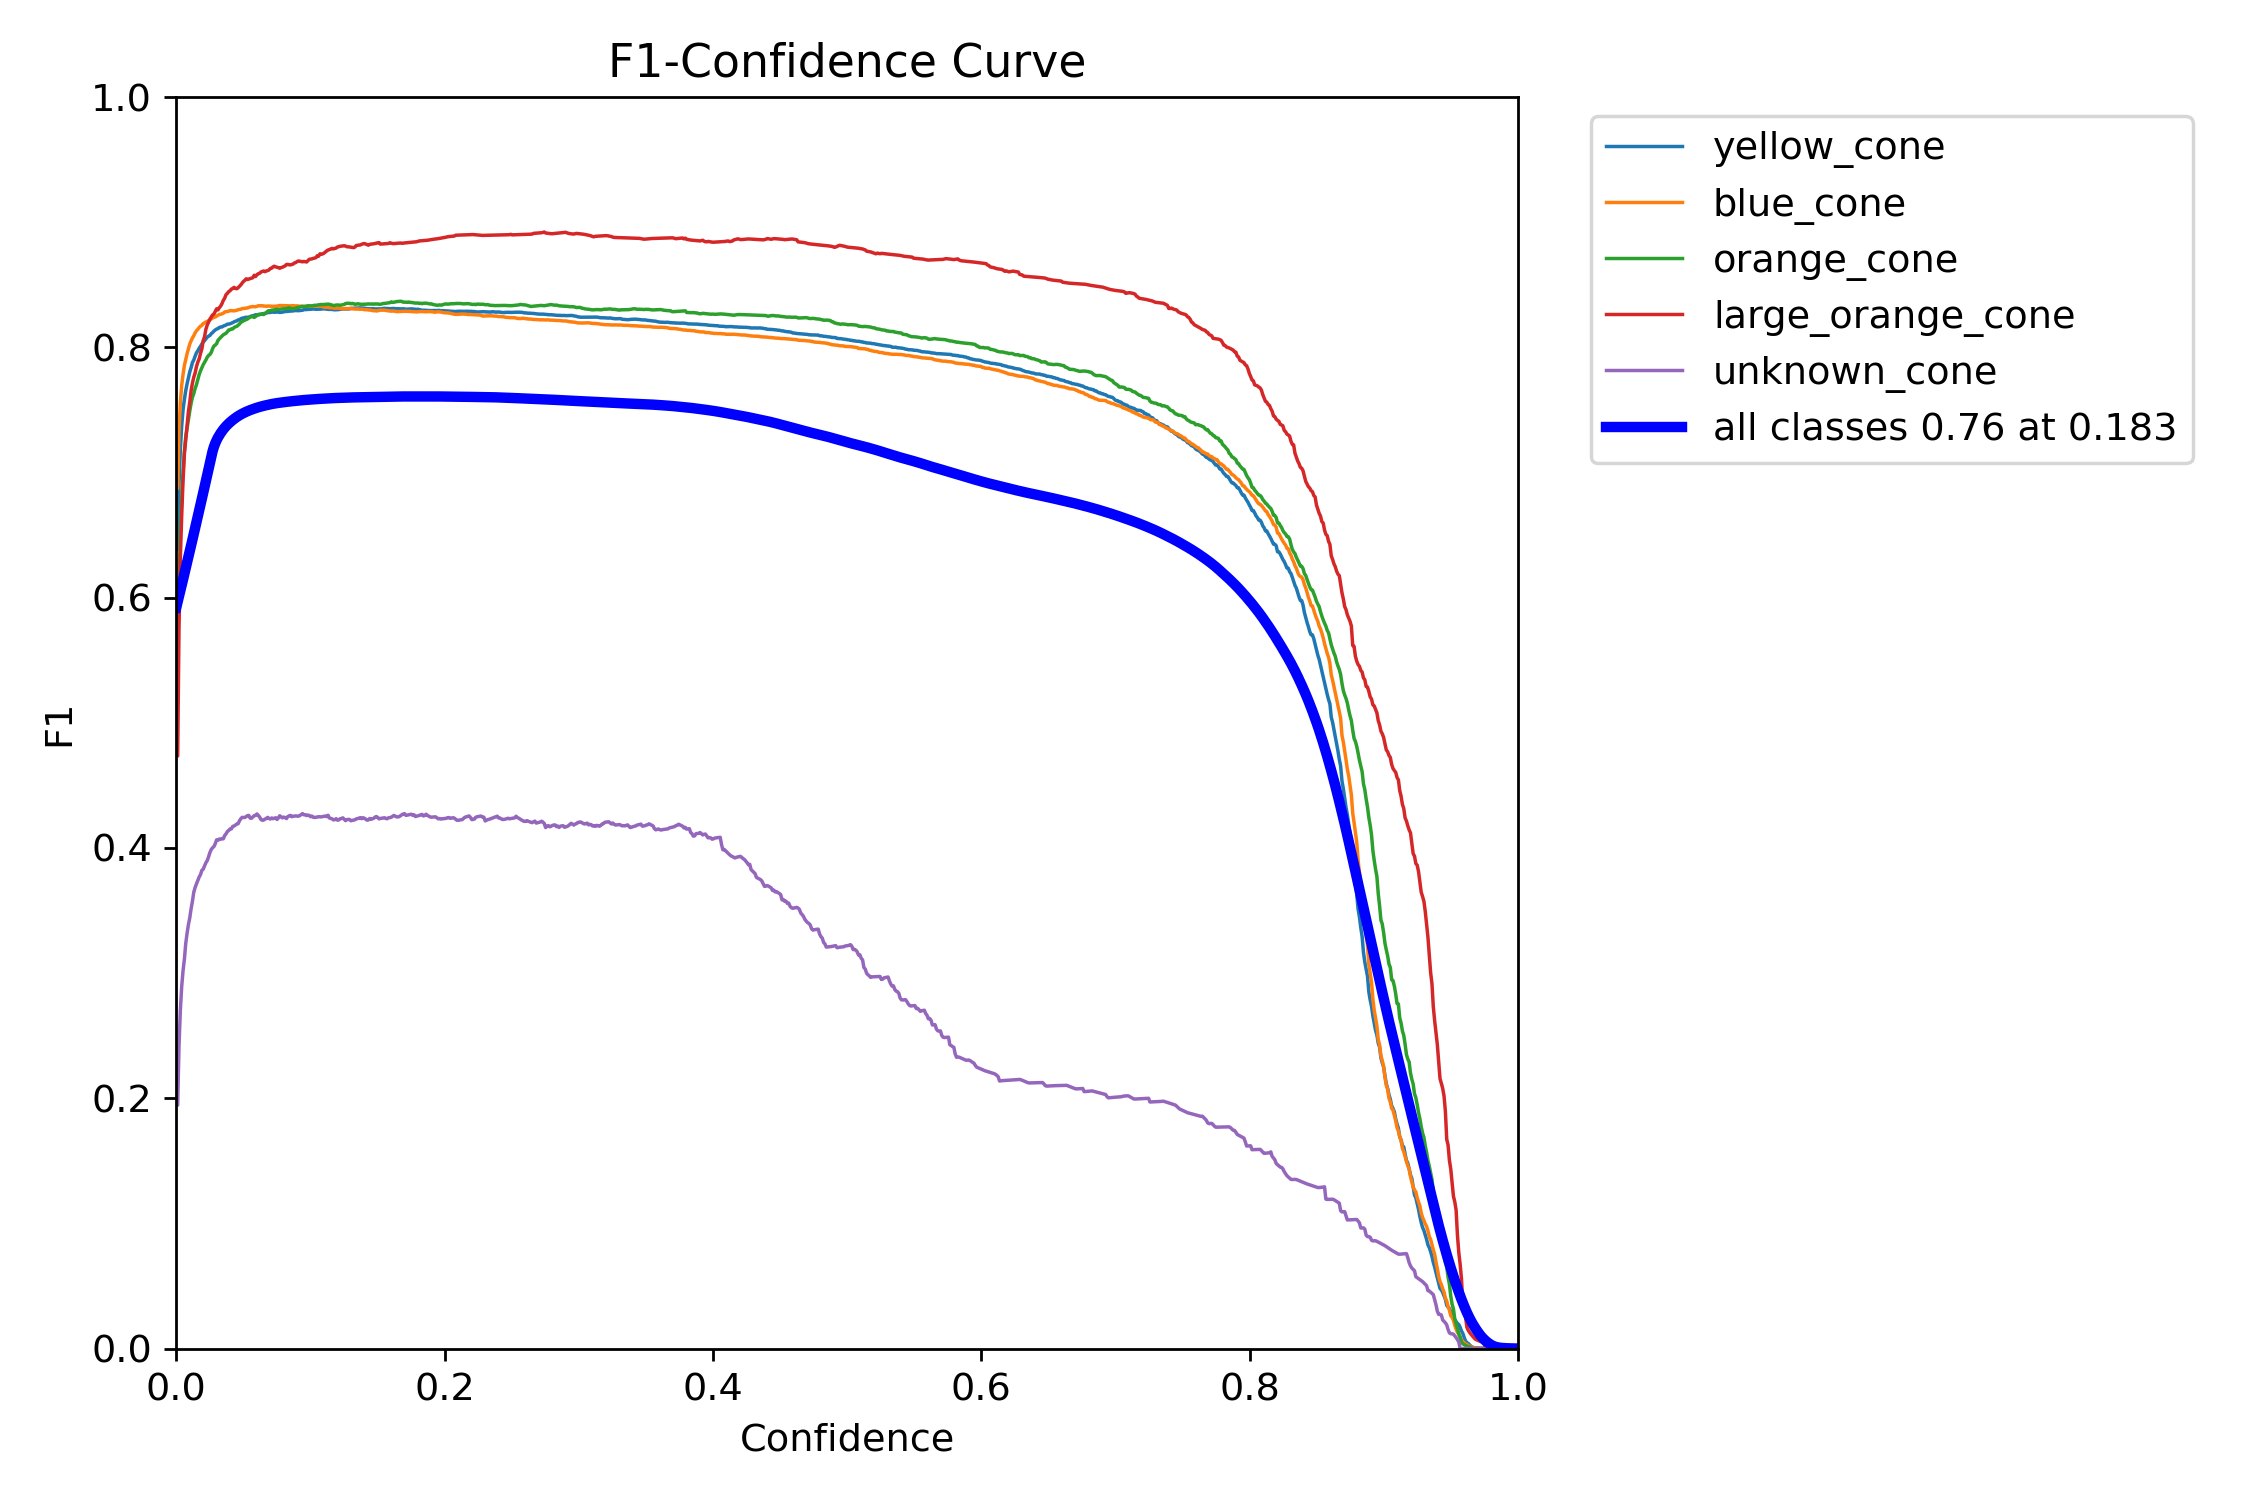 F1-Confidence Curve
1.0
0.8
0.6
0.4
0.2
0.0
F1
0.0 0.2 0.4 0.6 0.8 1.0
Confidence
yellow_cone
blue_cone
orange_cone
large_orange_cone
unknown_cone
all classes 0.76 at 0.183